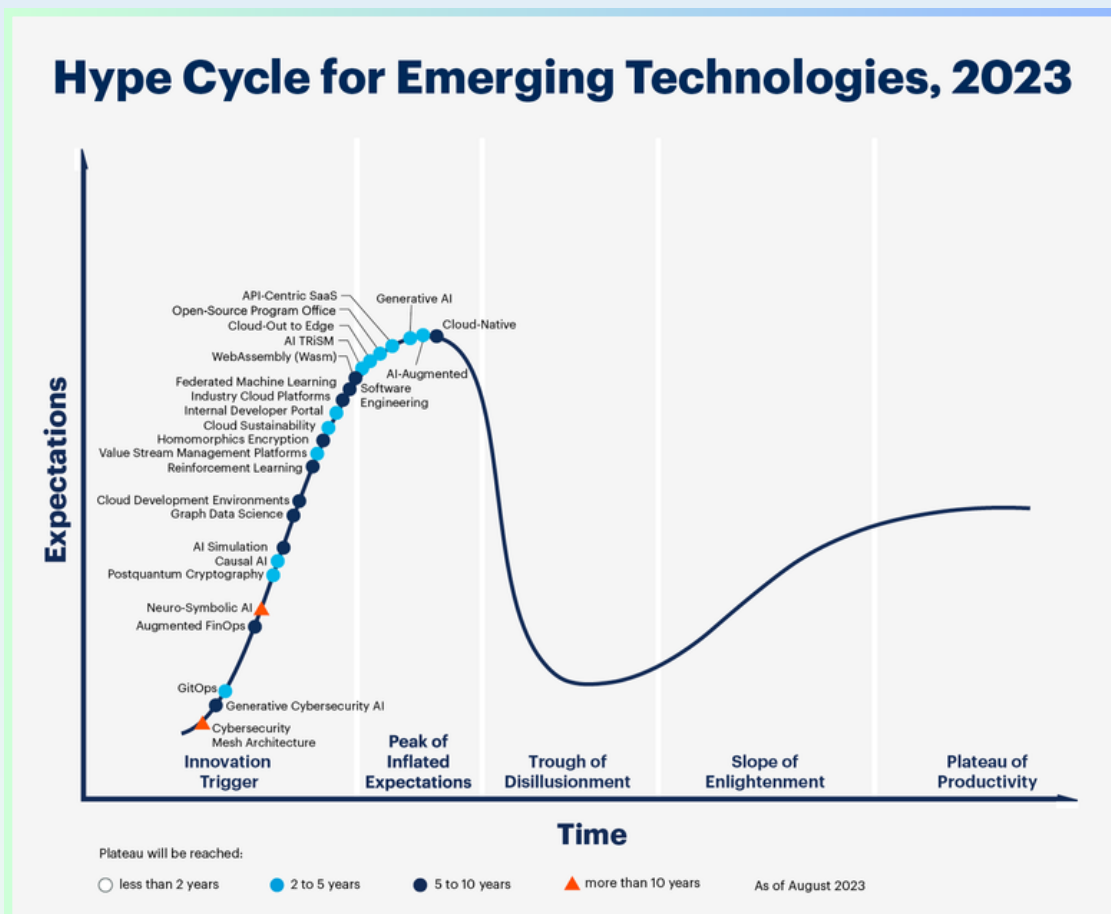 Hype Cycle for Emerging Technologies, 2023
Expectations
API-Centric SaaS
Generative AI
Open-Source Program Office
Cloud-Out to Edge
Cloud-Native
AI TRiSM
WebAssembly (Wasm)
AI-Augmented
Software
Engineering
Federated Machine Learning
Industry Cloud Platforms
Internal Developer Portal
Cloud Sustainability
Homomorphics Encryption
Value Stream Management Platforms
Reinforcement Learning
Cloud Development Environments
Graph Data Science
AI Simulation
Causal AI
Postquantum Cryptography
Neuro-Symbolic AI
Augmented FinOps
GitOps
Generative Cybersecurity AI
Cybersecurity
Mesh Architecture
Innovation
Trigger
Peak of
Inflated
Expectations
Trough of
Disillusionment
Slope of
Enlightenment
Plateau of
Productivity
Time
Plateau will be reached:
less than 2 years
2 to 5 years
5 to 10 years
more than 10 years
As of August 2023